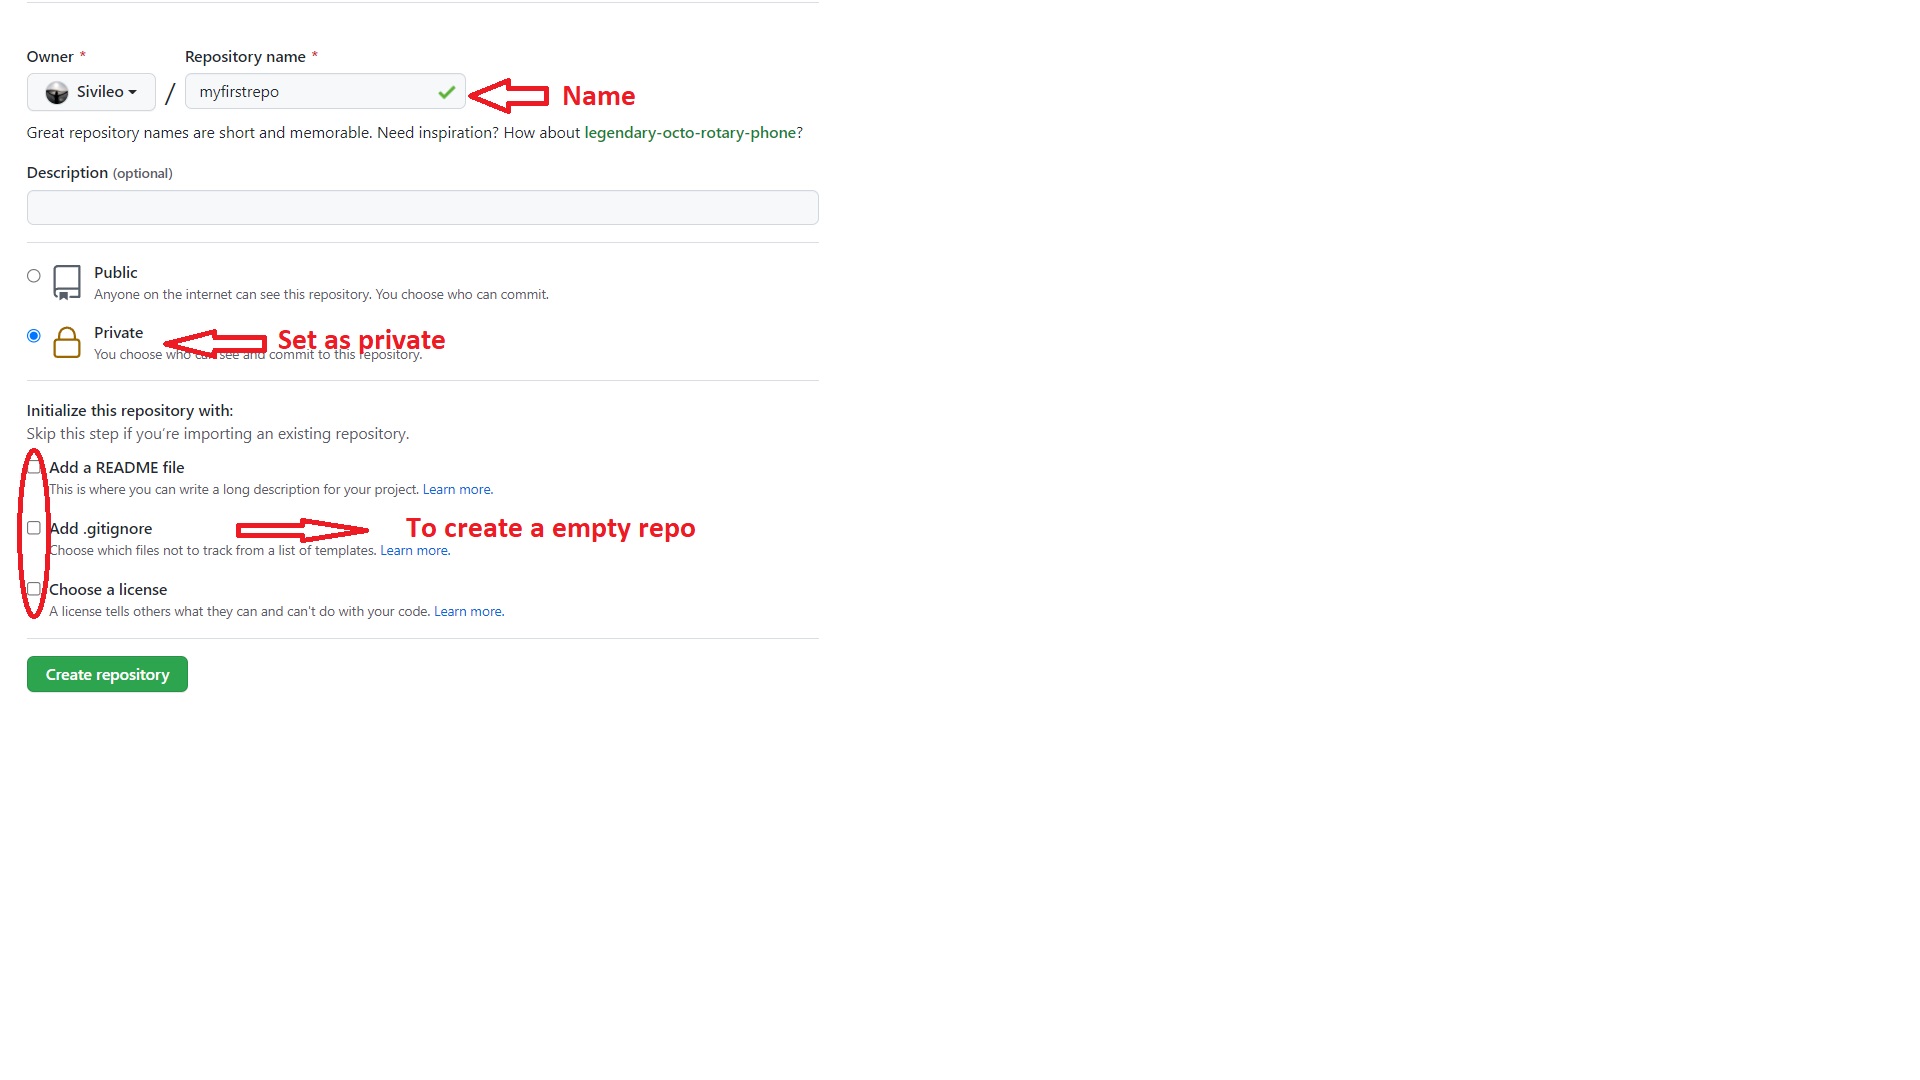 Owner * Repository name *
Sivileo / myfirstrepo Name
Great repository names are short and memorable. Need inspiration? How about legendary-octo-rotary-phone?
Description (optional)
Public
Anyone on the internet can see this repository. You choose who can commit.
Private Set as private
You choose who can see and commit to this repository.
Initialize this repository with:
Skip this step if you're importing an existing repository.
Add a README file
This is where you can write a long description for your project. Learn more.
Add .gitignore To create a empty repo
Choose which files not to track from a list of templates. Learn more.
Choose a license
A license tells others what they can and can't do with your code. Learn more.
Create repository